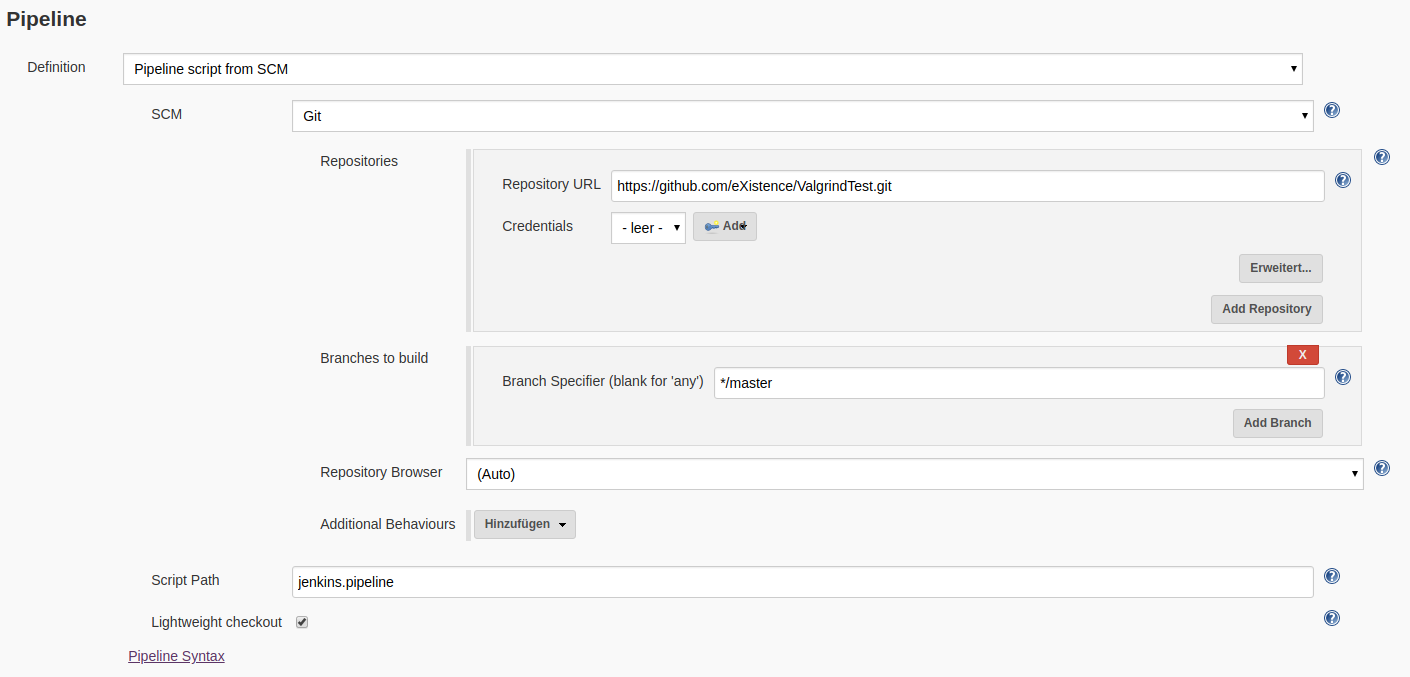 Pipeline
Definition
Pipeline script from SCM
SCM
Git
Repositories
Repository URL
https://github.com/eXistence/ValgrindTest.git
Credentials
- leer -
Add
Erweitert...
Add Repository
Branches to build
X
Branch Specifier (blank for 'any')
*/master
Add Branch
Repository Browser
(Auto)
Additional Behaviours
Hinzufügen
Script Path
jenkins.pipeline
Lightweight checkout
Pipeline Syntax